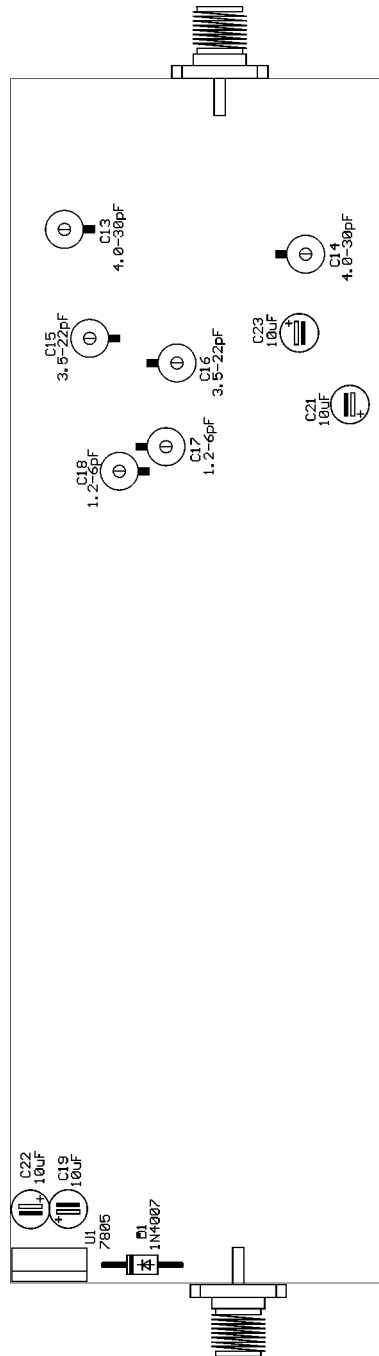 C13
4.0-30pF
C14
4.0-30pF
C15
3.5-22pF
C16
3.5-22pF
C23
10uF
C21
10uF
C17
1.2-6pF
C18
1.2-6pF
C22
10uF
C19
10uF
U1
7805
D1
1N4007